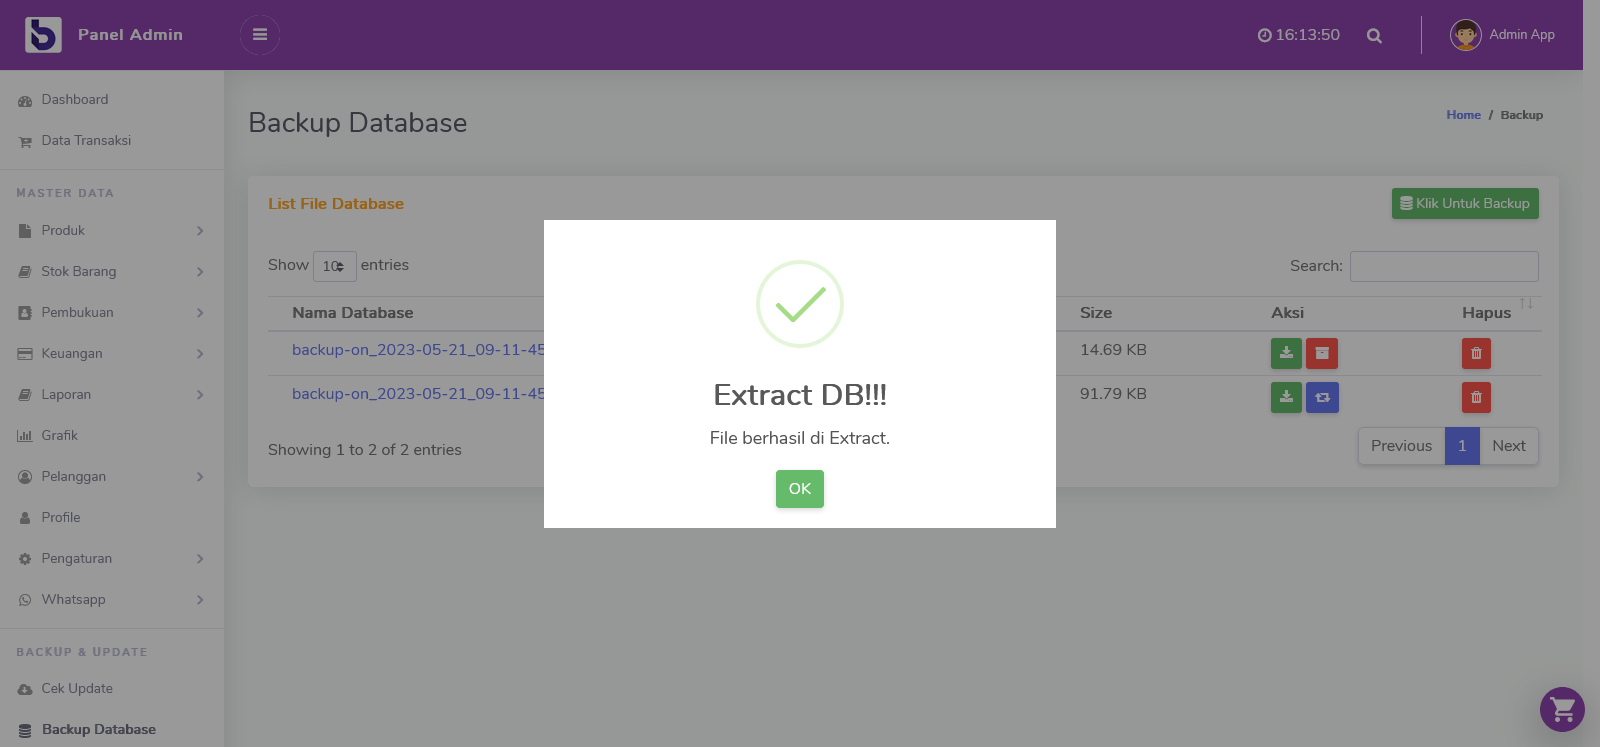 Panel Admin
16:13:50
Admin App
Dashboard
Data Transaksi
MASTER DATA
Produk
Stok Barang
Pembukuan
Keuangan
Laporan
Grafik
Pelanggan
Profile
Pengaturan
Whatsapp
BACKUP & UPDATE
Cek Update
Backup Database
Backup Database
Home / Backup
List File Database
Klik Untuk Backup
Show 10 entries
Search:
Nama Database Size Aksi Hapus
backup-on_2023-05-21_09-11-45 14.69 KB
backup-on_2023-05-21_09-11-45 91.79 KB
Showing 1 to 2 of 2 entries
Previous 1 Next
Extract DB!!!
File berhasil di Extract.
OK